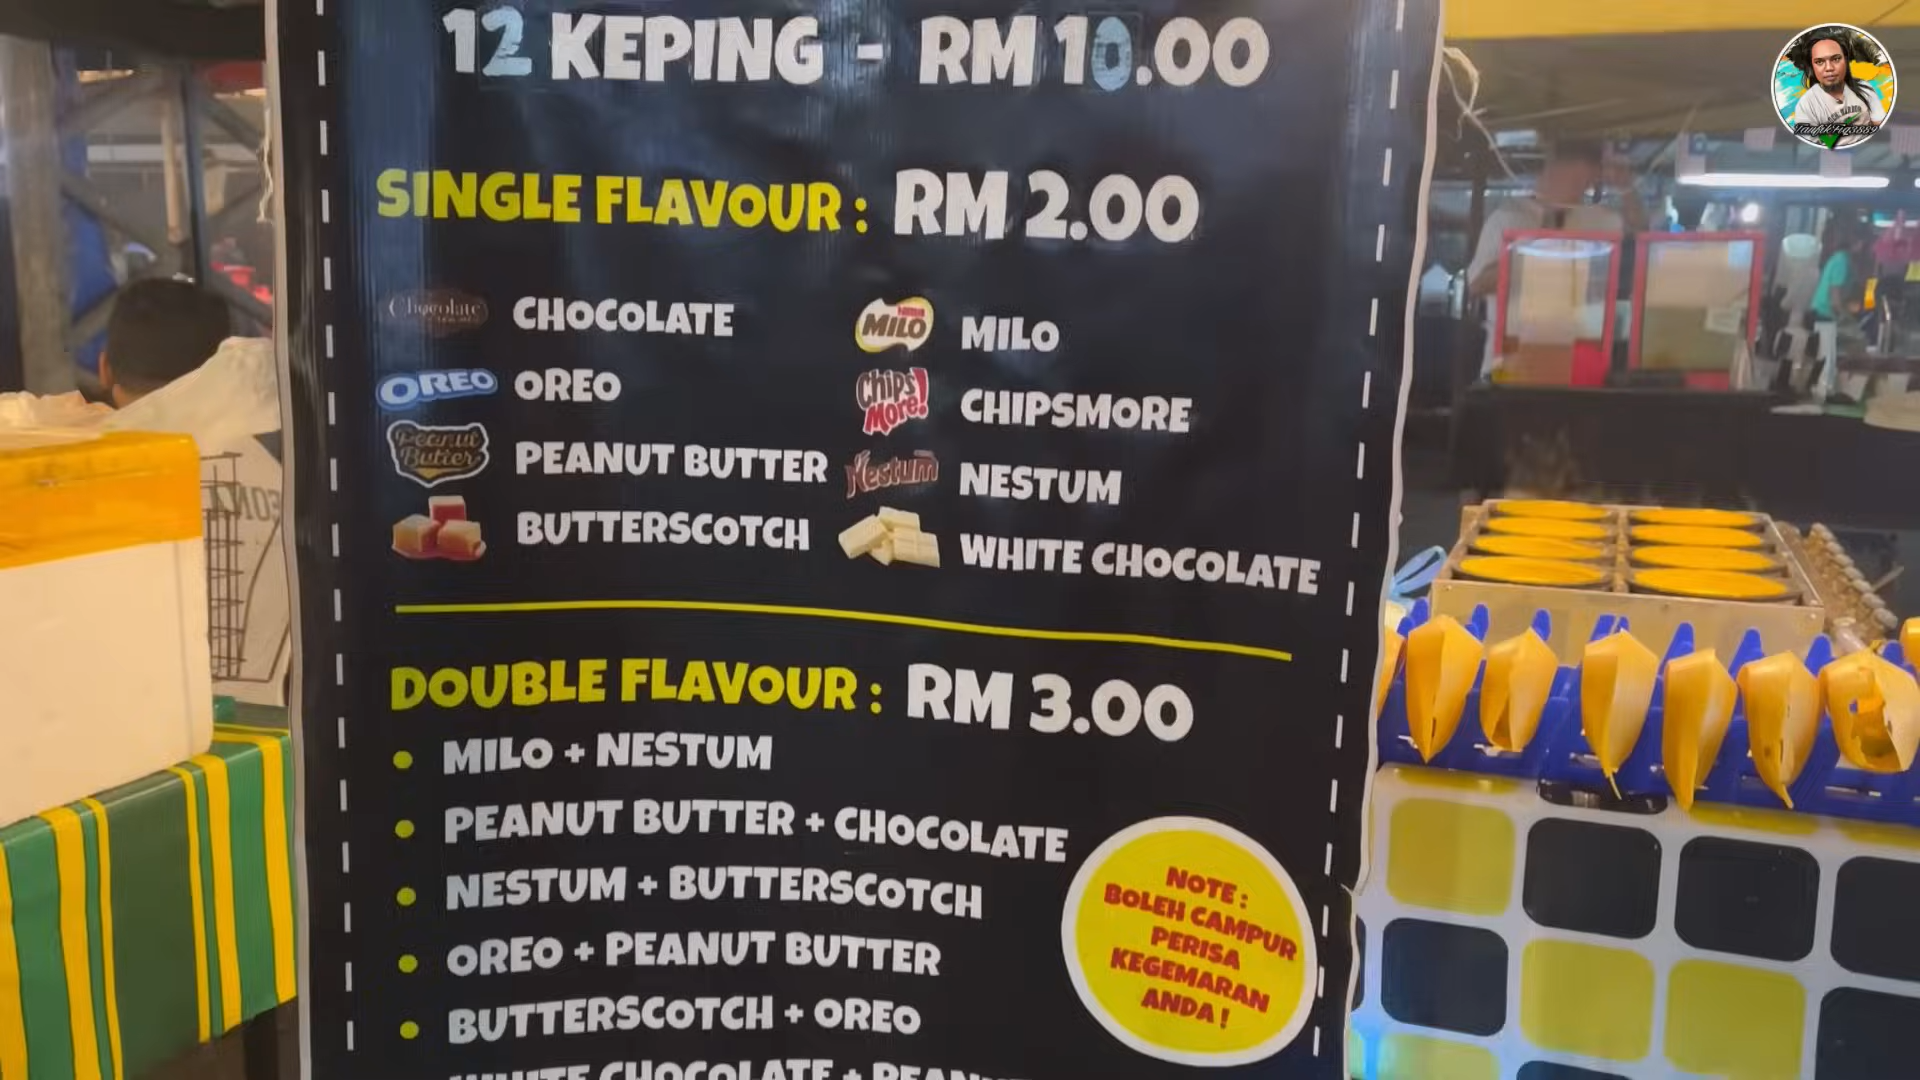 12 KEPING - RM 10.00
SINGLE FLAVOUR : RM 2.00
Chocolate CHOCOLATE
MILO MILO
OREO OREO
Chips More! CHIPSMORE
Peanut Butter PEANUT BUTTER
Nestum NESTUM
BUTTERSCOTCH
WHITE CHOCOLATE
DOUBLE FLAVOUR : RM 3.00
MILO + NESTUM
PEANUT BUTTER + CHOCOLATE
NESTUM + BUTTERSCOTCH
OREO + PEANUT BUTTER
BUTTERSCOTCH + OREO
WHITE CHOCOLATE +
NOTE :
BOLEH CAMPUR
PERISA
KEGEMARAN
ANDA !